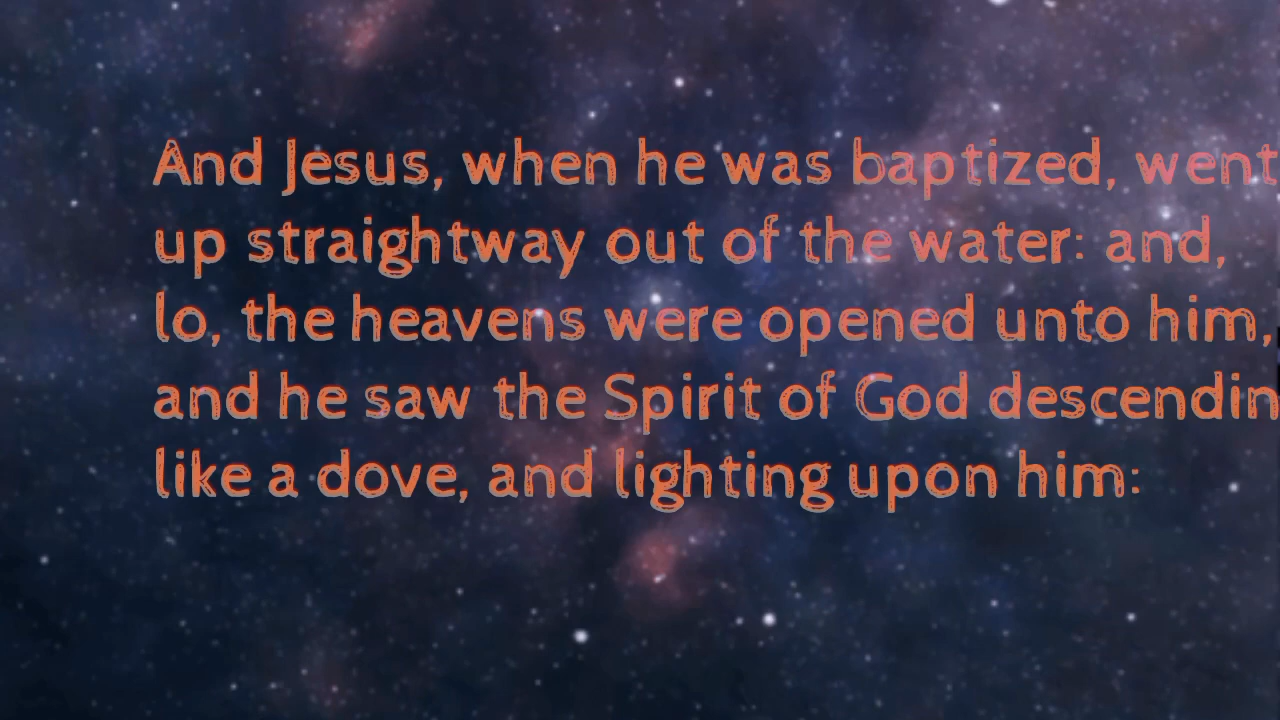 And Jesus, when he was baptized, went
up straightway out of the water: and,
lo, the heavens were opened unto him,
and he saw the Spirit of God descendin
like a dove, and lighting upon him: